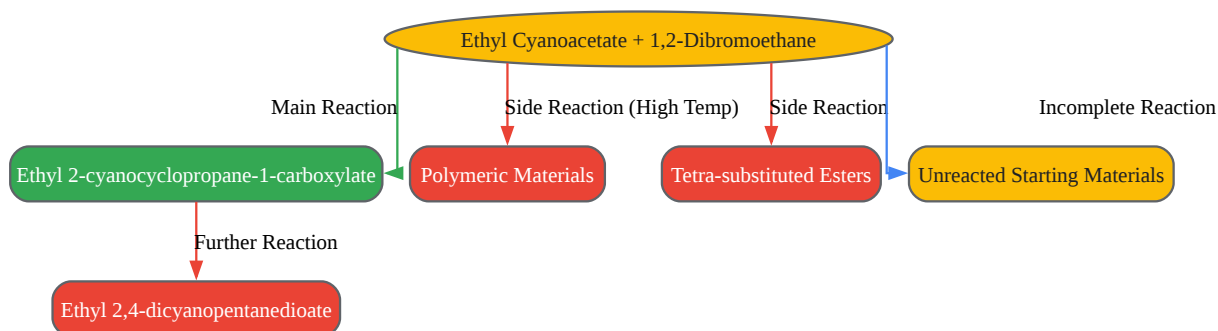 Ethyl Cyanoacetate + 1,2-Dibromoethane
Main Reaction
Side Reaction (High Temp)
Side Reaction
Incomplete Reaction
Ethyl 2-cyanocyclopropane-1-carboxylate
Polymeric Materials
Tetra-substituted Esters
Unreacted Starting Materials
Further Reaction
Ethyl 2,4-dicyanopentanedioate